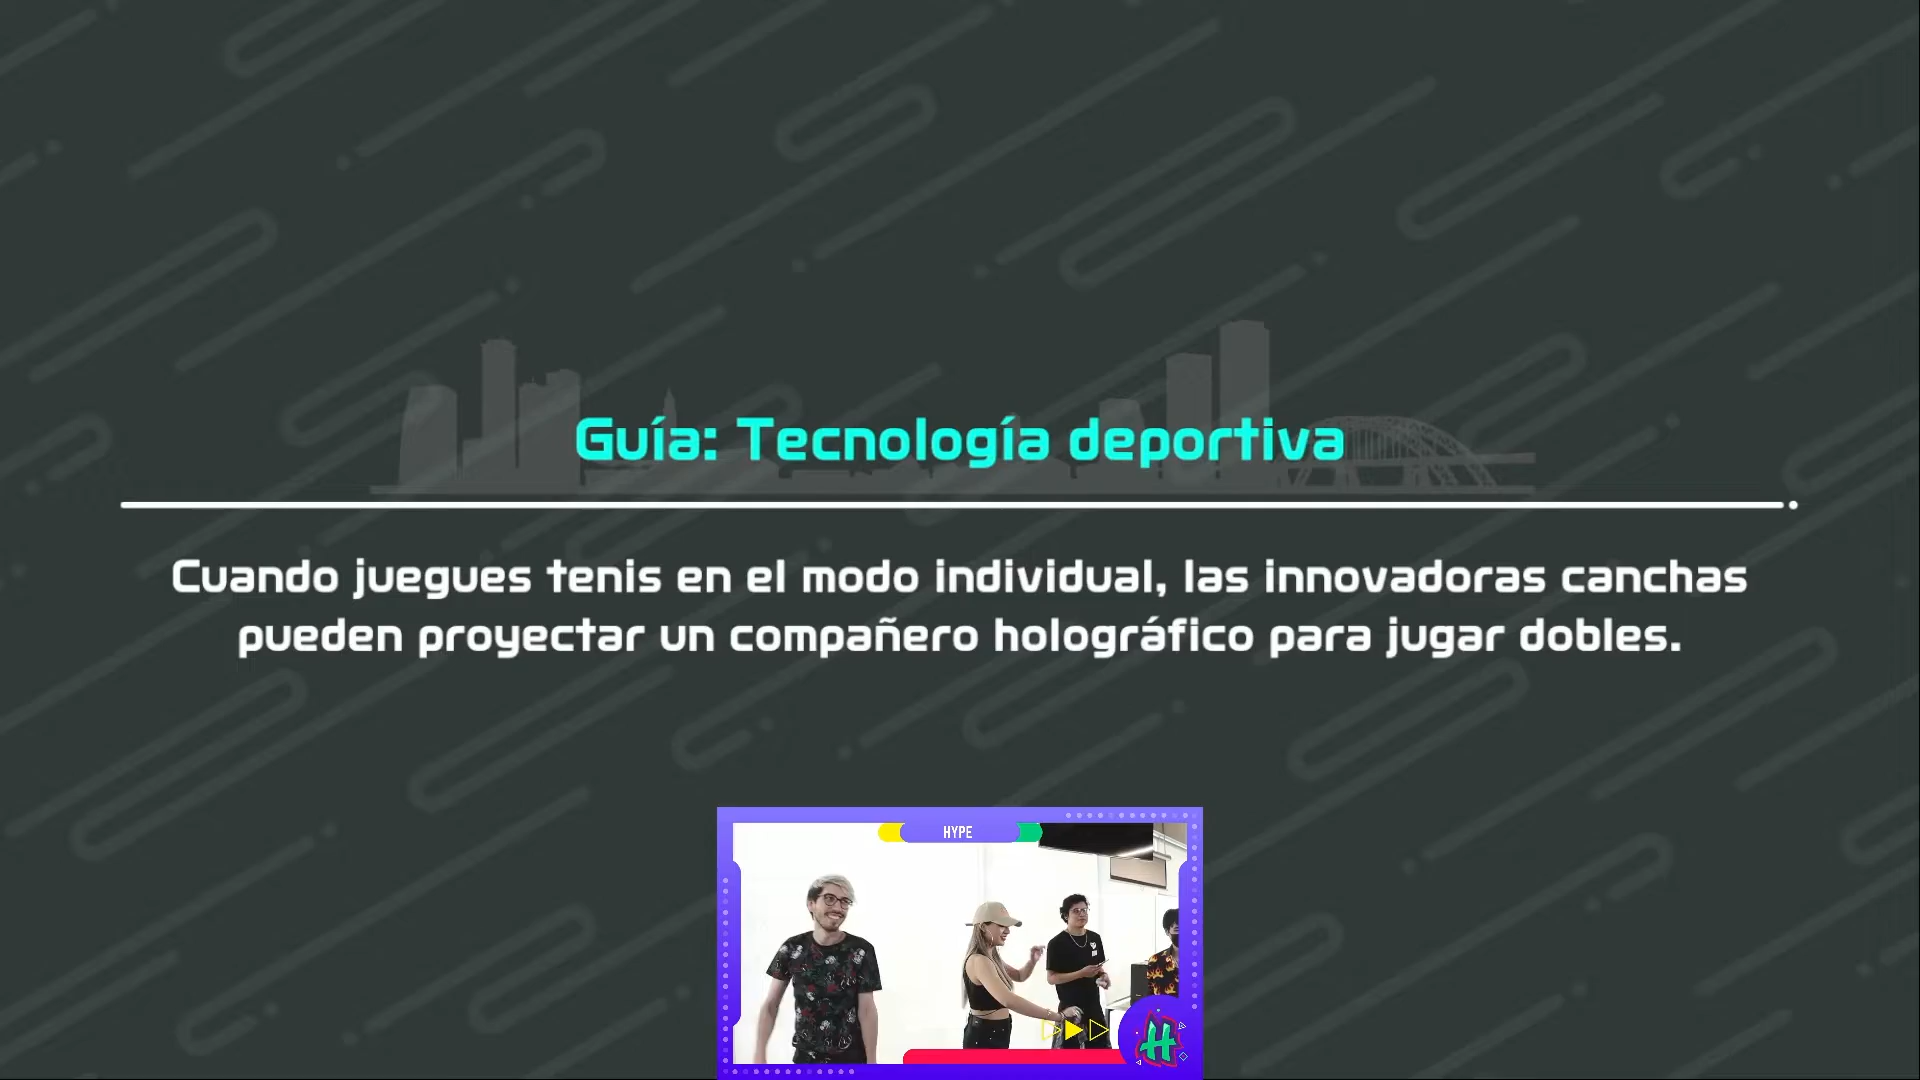 Guía: Tecnología deportiva
Cuando juegues tenis en el modo individual, las innovadoras canchas
pueden proyectar un compañero holográfico para jugar dobles.
HYPE
H